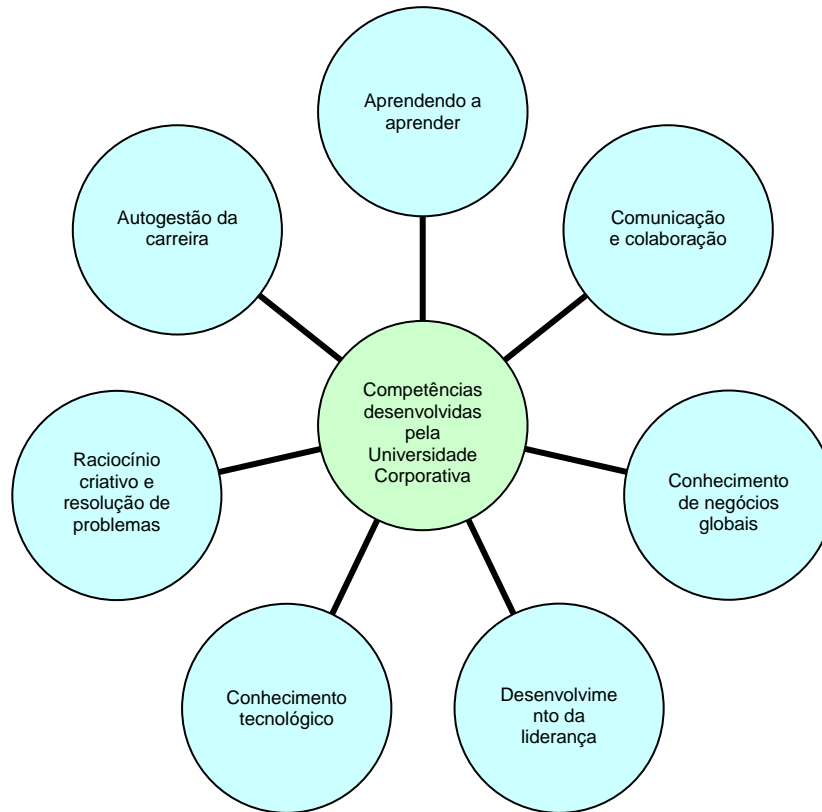 Aprendendo a
aprender
Autogestão da
carreira
Comunicação
e colaboração
Competências
desenvolvidas
pela
Universidade
Corporativa
Raciocínio
criativo e
resolução de
problemas
Conhecimento
de negócios
globais
Conhecimento
tecnológico
Desenvolvime
nto da
liderança